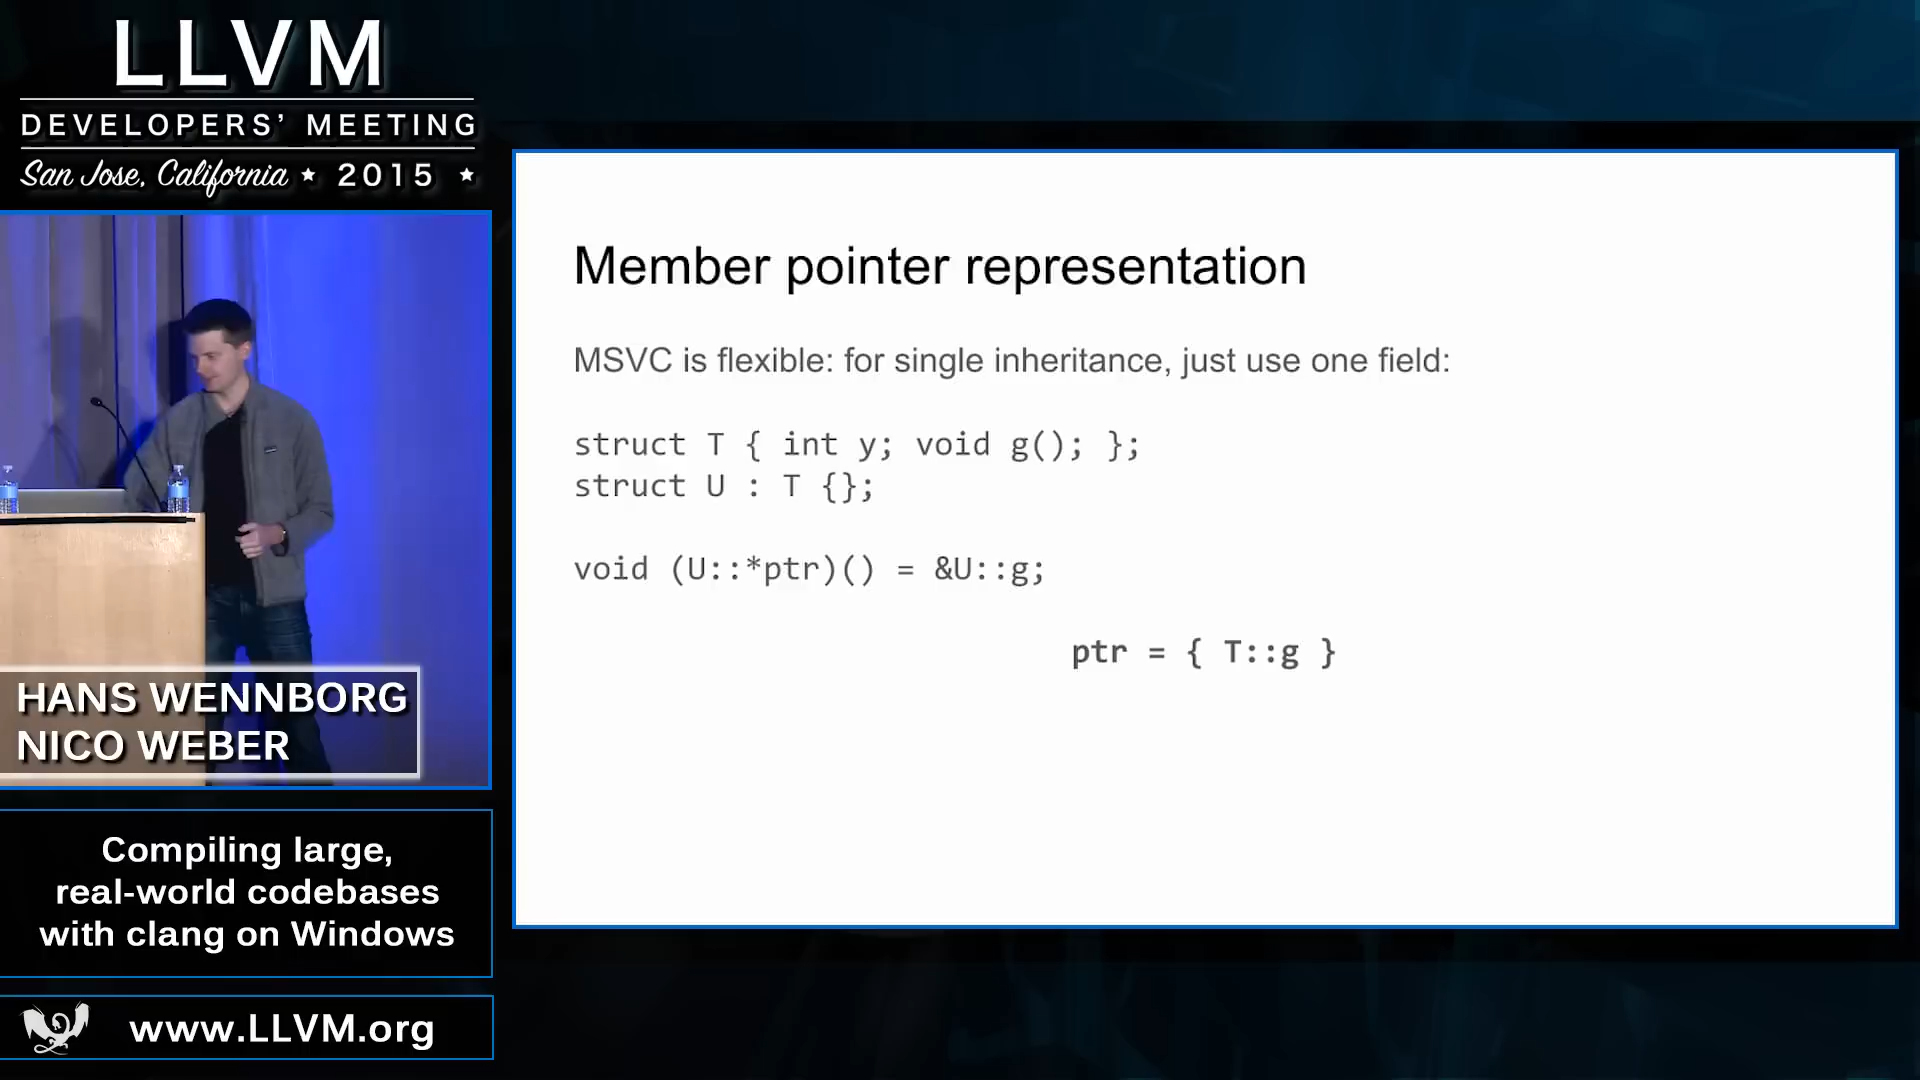 LLVM
DEVELOPERS’ MEETING
San Jose, California ★ 2015 ★
HANS WENNBORG
NICO WEBER
Compiling large,
real-world codebases
with clang on Windows
www.LLVM.org
Member pointer representation
MSVC is flexible: for single inheritance, just use one field:
struct T { int y; void g(); };
struct U : T {};
void (U::*ptr)() = &U::g;
ptr = { T::g }